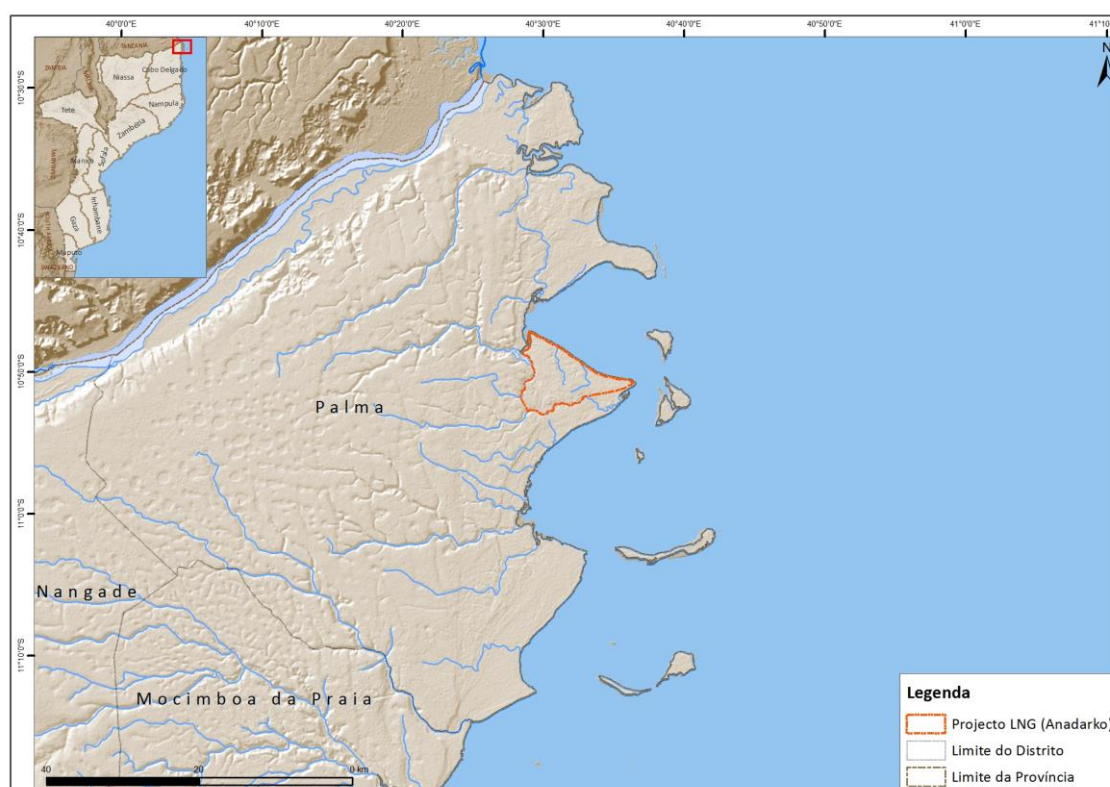 40°0'0"E 40°10'0"E 40°20'0"E 40°30'0"E 40°40'0"E 40°50'0"E 41°0'0"E 41°10'
N
10°30'0"S
10°40'0"S
10°50'0"S
11°0'0"S
11°10'0"S
TANZANIA
ZAMBIA
Niassa
Cabo Delgado
Tete
Nampula
Zambezia
Manica
Sofala
Inhambane
Gaza
Maputo
SWAZILAND
Palma
Nangade
Mocimboa da Praia
40 20 0 km
Legenda
Projecto LNG (Anadarko)
Limite do Distrito
Limite da Província